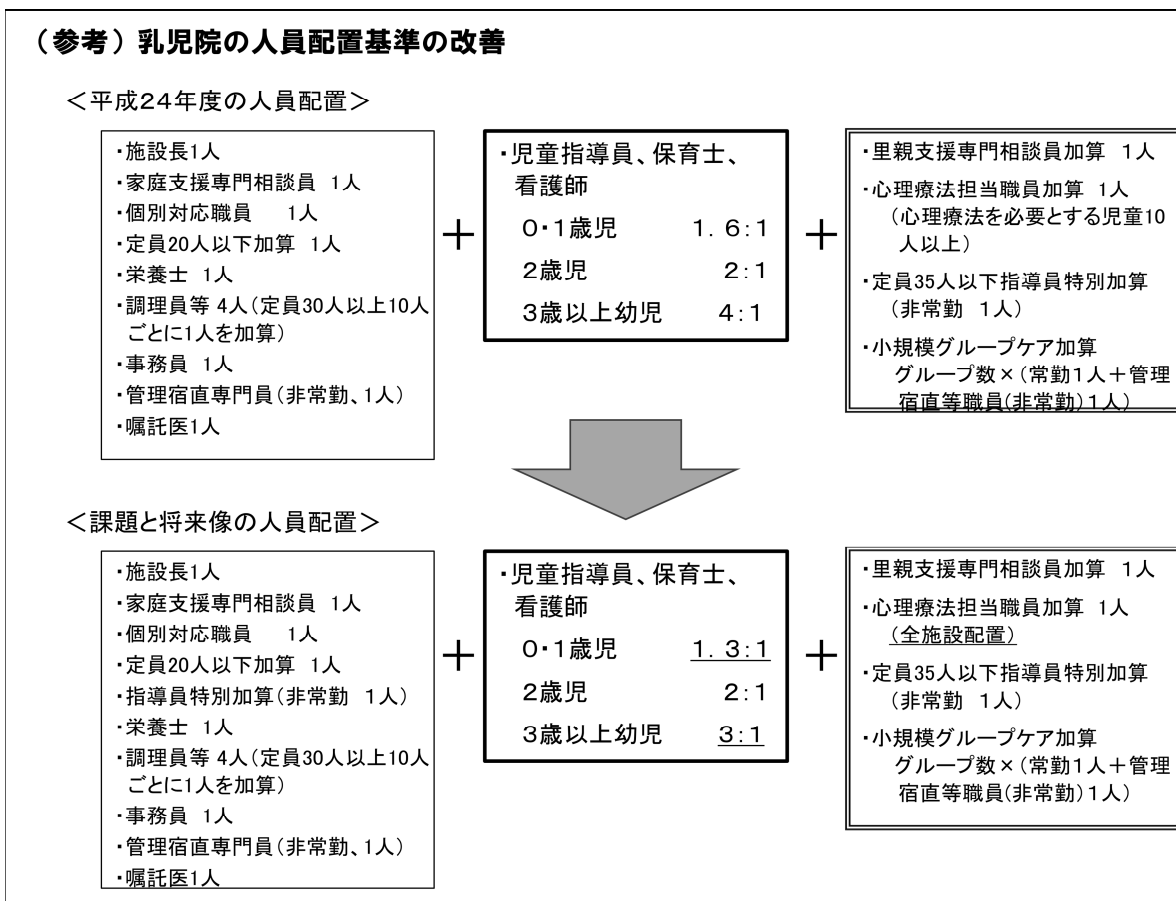 （参考）乳児院の人員配置基準の改善
＜平成２４年度の人員配置＞
・施設長1人
・家庭支援専門相談員 1人
・個別対応職員　 1人
・定員20人以下加算 1人
・栄養士 1人
・調理員等 4人（定員30人以上10人
ごとに1人を加算）
・事務員 1人
・管理宿直専門員（非常勤、1人）
・嘱託医1人
＋
・児童指導員、保育士、
看護師
０・１歳児　１．６：１
２歳児　２：１
３歳以上幼児　４：１
＋
・里親支援専門相談員加算 1人
・心理療法担当職員加算 1人
（心理療法を必要とする児童10
人以上）
・定員35人以下指導員特別加算
（非常勤 1人）
・小規模グループケア加算
グループ数×（常勤1人＋管理
宿直等職員(非常勤)１人）
＜課題と将来像の人員配置＞
・施設長1人
・家庭支援専門相談員 1人
・個別対応職員　 1人
・定員20人以下加算 1人
・指導員特別加算（非常勤 1人）
・栄養士 1人
・調理員等 4人（定員30人以上10人
ごとに1人を加算）
・事務員 1人
・管理宿直専門員（非常勤、1人）
・嘱託医1人
＋
・児童指導員、保育士、
看護師
０・１歳児　１．３：１
２歳児　２：１
３歳以上幼児　３：１
＋
・里親支援専門相談員加算 1人
・心理療法担当職員加算 1人
（全施設配置）
・定員35人以下指導員特別加算
（非常勤 1人）
・小規模グループケア加算
グループ数×（常勤1人＋管理
宿直等職員(非常勤)１人）